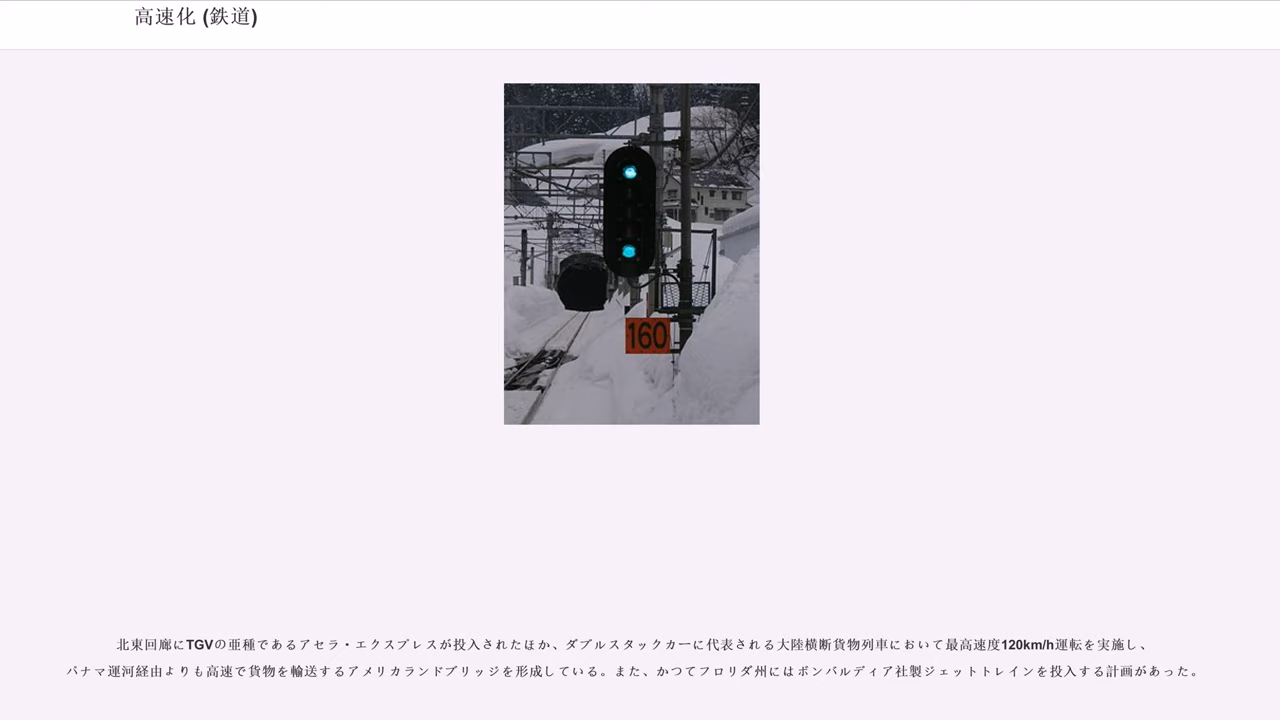 高速化 (鉄道)
160
北東回廊にTGVの亜種であるアセラ・エクスプレスが投入されたほか、ダブルスタックカーに代表される大陸横断貨物列車において最高速度120km/h運転を実施し、
パナマ運河経由よりも高速で貨物を輸送するアメリカランドブリッジを形成している。また、かつてフロリダ州にはボンバルディア社製ジェットトレインを投入する計画があった。